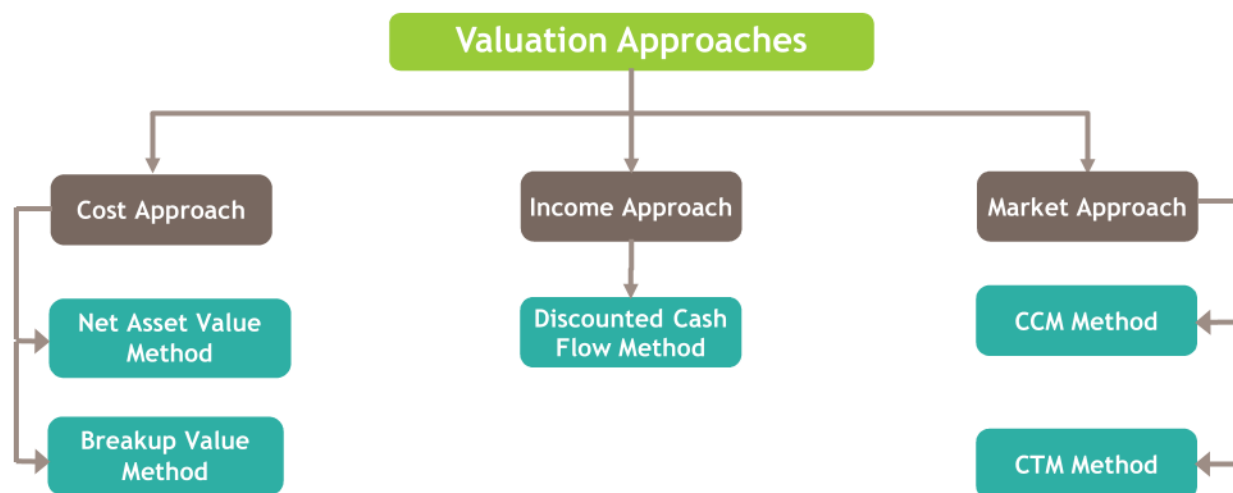 Valuation Approaches
Cost Approach
Income Approach
Market Approach
Net Asset Value
Method
Discounted Cash
Flow Method
CCM Method
Breakup Value
Method
CTM Method